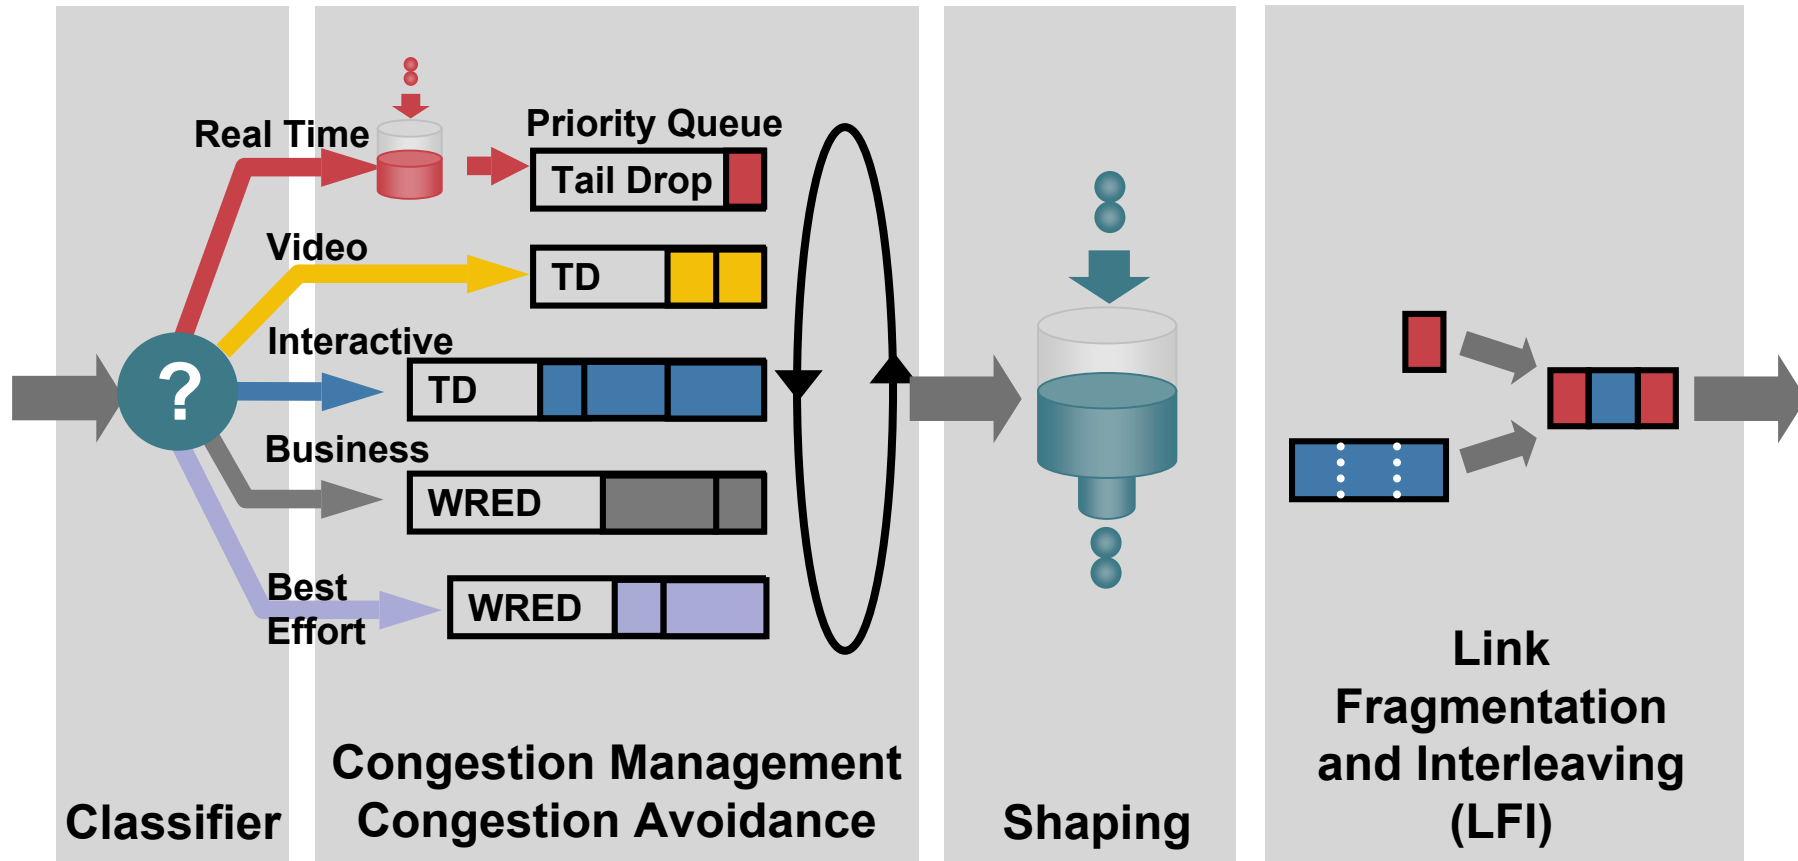 Real Time
Priority Queue
Tail Drop
Video
TD
Interactive
?
TD
Business
WRED
Best
Effort
WRED
Classifier
Congestion Management
Congestion Avoidance
Shaping
Link
Fragmentation
and Interleaving
(LFI)